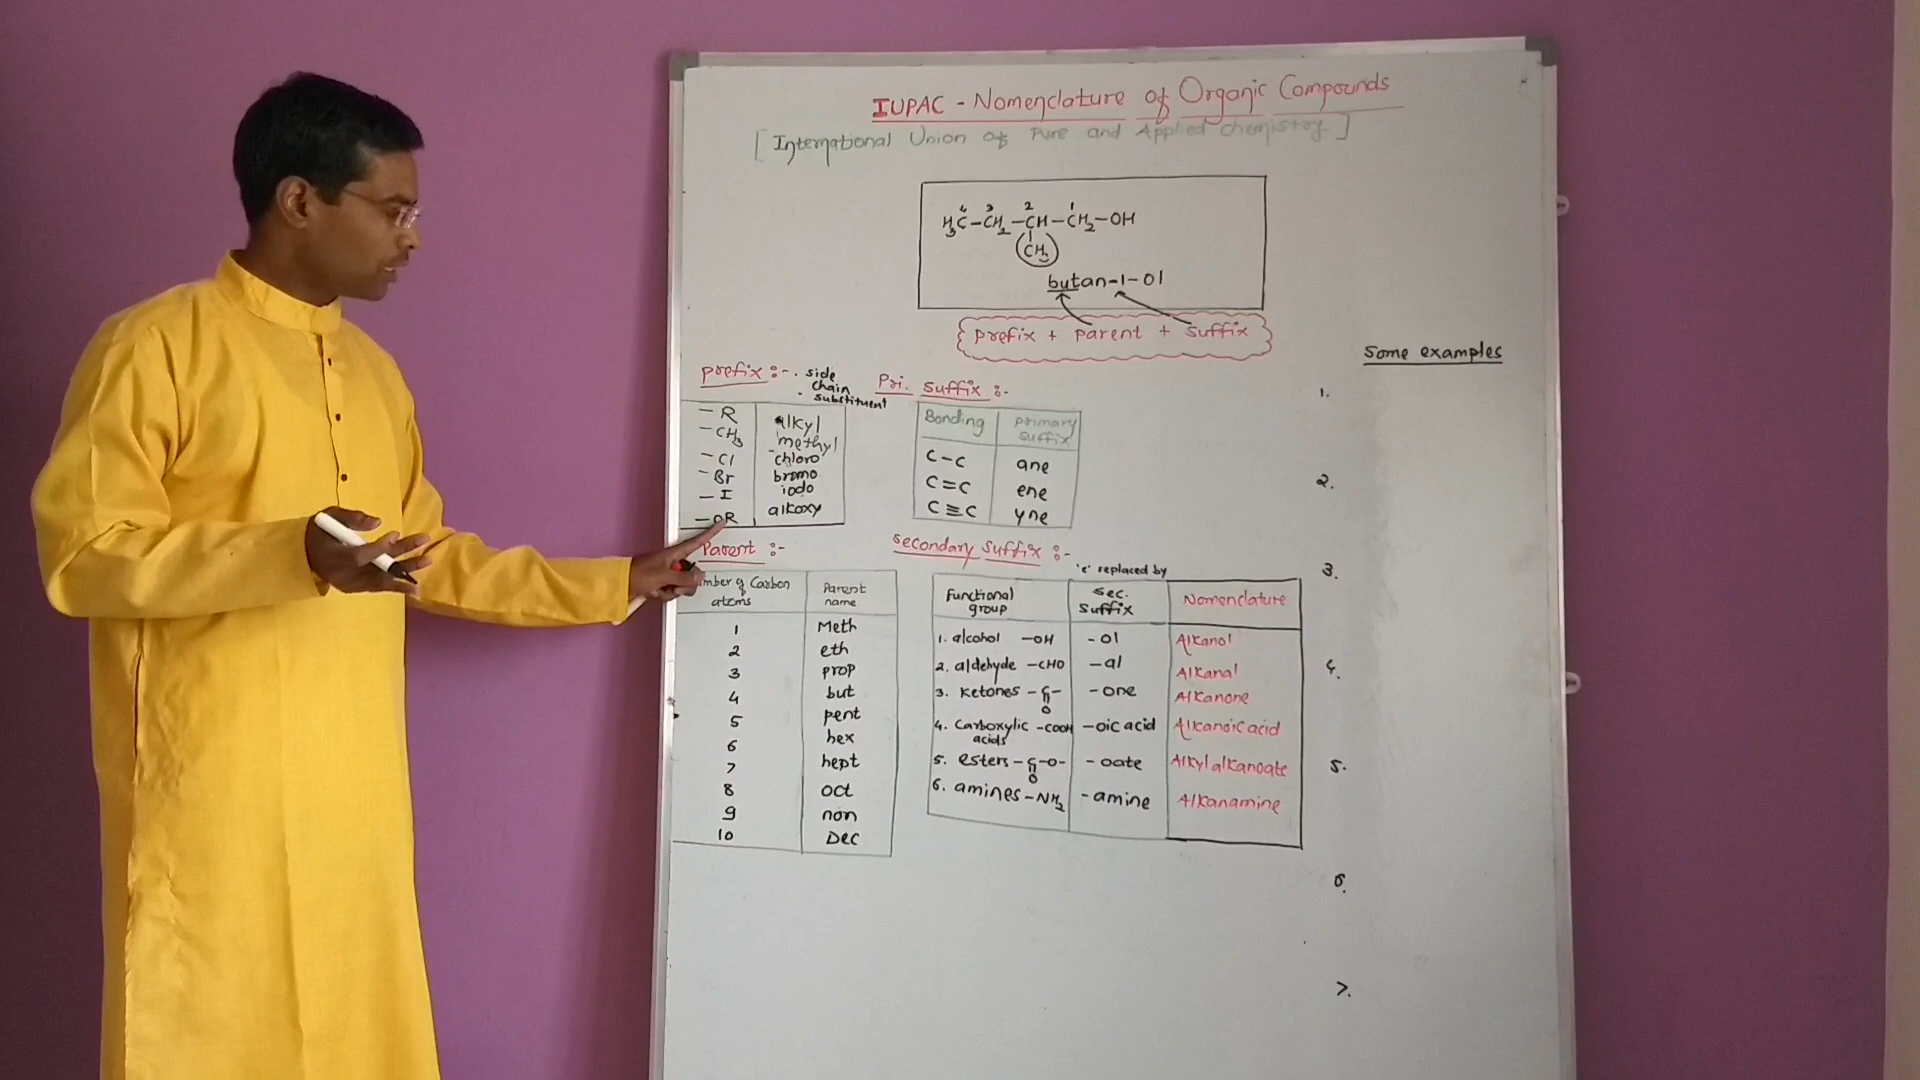 IUPAC - Nomenclature of Organic Compounds
[International Union of Pure and Applied chemistry]
4 3 2 1
H3C-CH2-CH-CH2-OH
CH3
butan-1-ol
prefix + parent + suffix
prefix :- . side
chain
- substituent
-R alkyl
-CH3 methyl
-Cl chloro
-Br bromo
-I iodo
-OR alkoxy
Pri. suffix :-
Bonding primary suffix
C-C ane
C=C ene
C≡C yne
Parent :-
mber of Carbon atoms Parent name
1 Meth
2 eth
3 prop
4 but
5 pent
6 hex
7 hept
8 oct
9 non
10 Dec
secondary suffix :-
'e' replaced by
Functional group sec. suffix Nomenclature
1. alcohol -OH -ol Alkanol
2. aldehyde -CHO -al Alkanal
3. ketones -C- -one Alkanone
O
4. Carboxylic -COOH -oic acid Alkanoic acid
acids
5. esters -C-O- -oate Alkyl alkanoate
O
6. amines -NH2 -amine Alkanamine
Some examples
1.
2.
3.
4.
5.
6.
7.